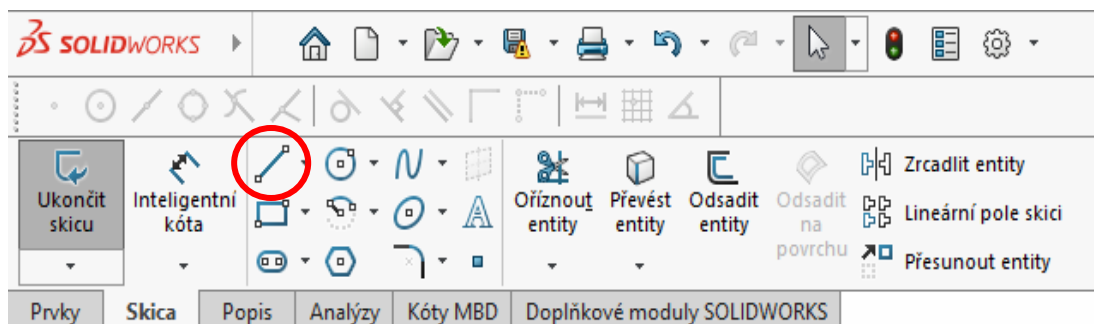 SOLIDWORKS
Ukončit skicu
Inteligentní kóta
Oříznout entity
Převést entity
Odsadit entity
Odsadit na povrchu
Zrcadlit entity
Lineární pole skici
Přesunout entity
Prvky Skica Popis Analýzy Kóty MBD Doplňkové moduly SOLIDWORKS